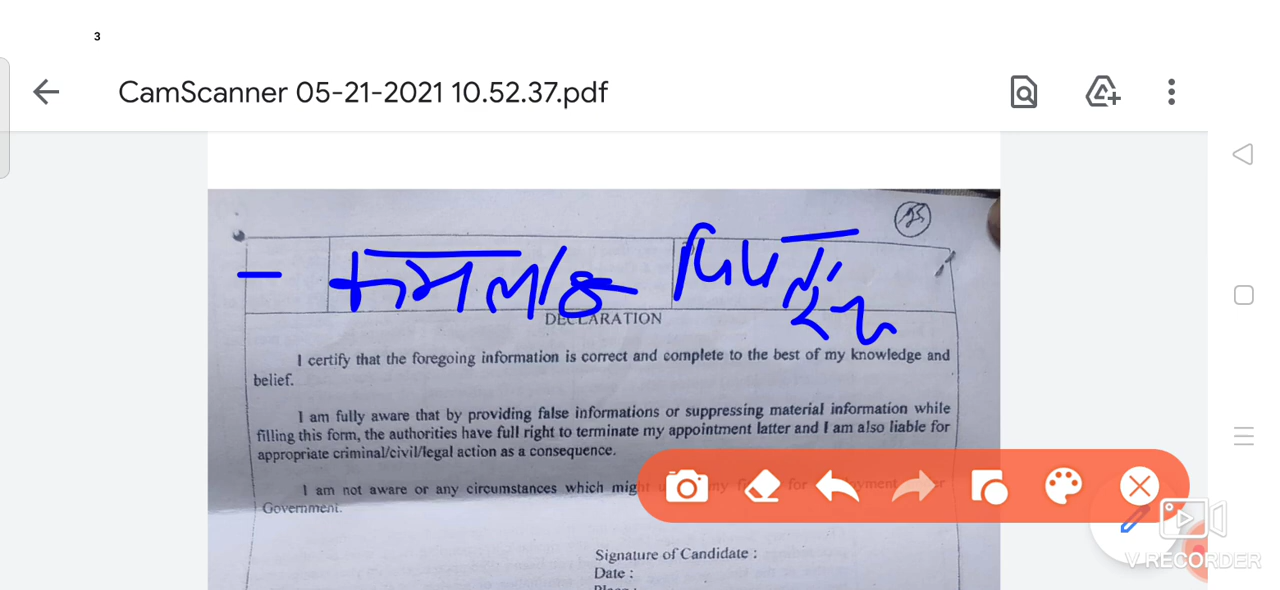 3
CamScanner 05-21-2021 10.52.37.pdf
25
DECLARATION
I certify that the foregoing information is correct and complete to the best of my knowledge and
belief.
I am fully aware that by providing false informations or suppressing material information while
filling this form, the authorities have full right to terminate my appointment latter and I am also liable for
appropriate criminal/civil/legal action as a consequence.
I am not aware or any circumstances which might my for
Government.
Signature of Candidate :
Date :
Place :
V RECORDER